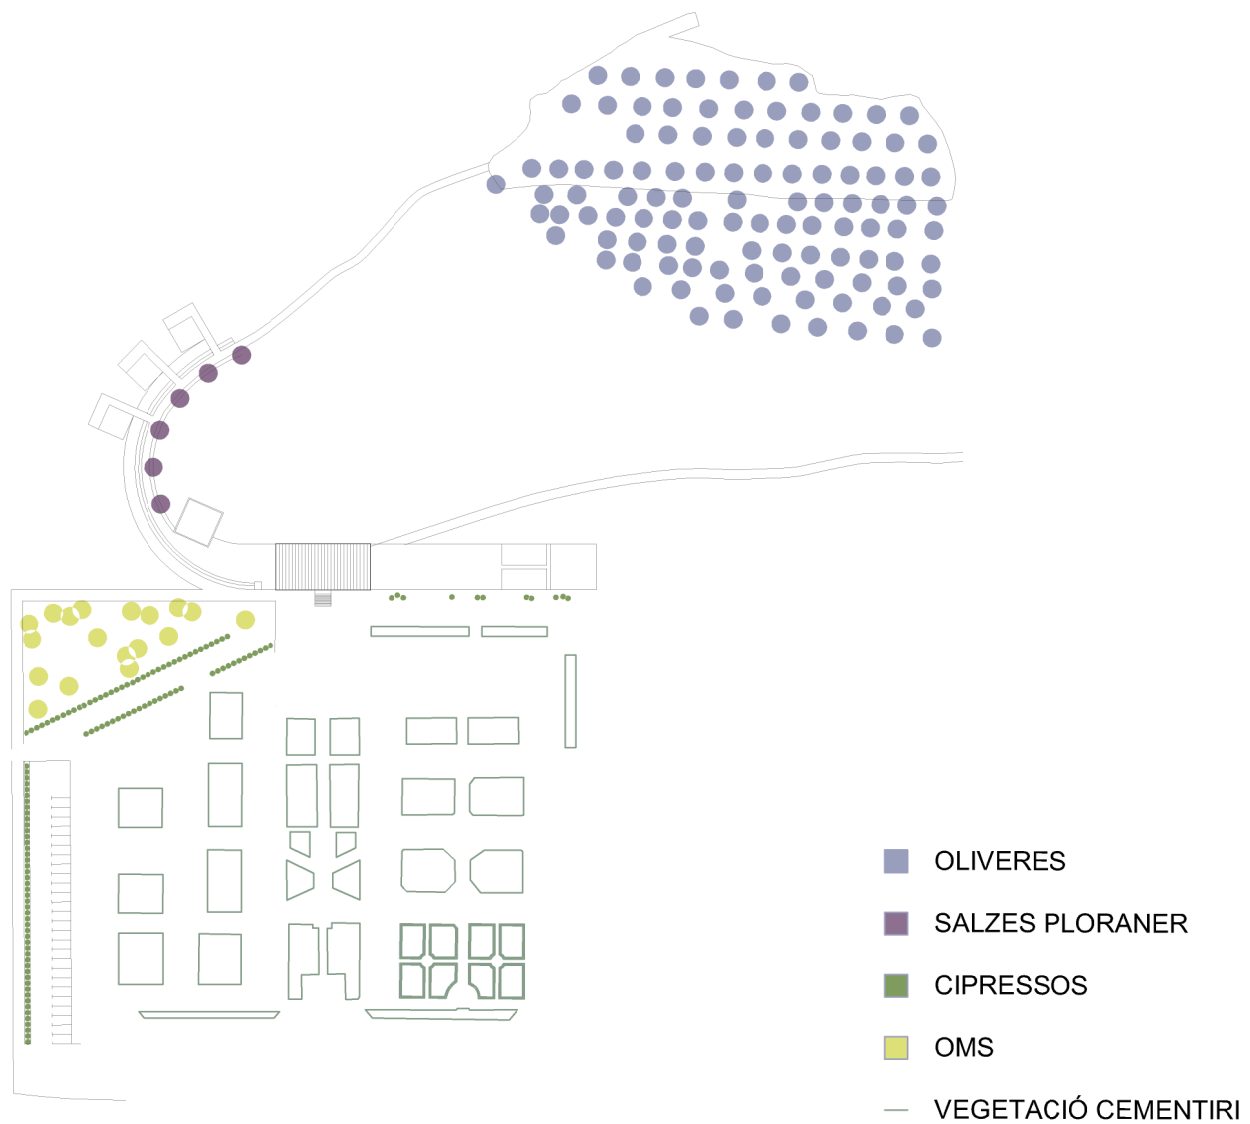 OLIVERES
SALZES PLORANER
CIPRESSOS
OMS
VEGETACIÓ CEMENTIRI